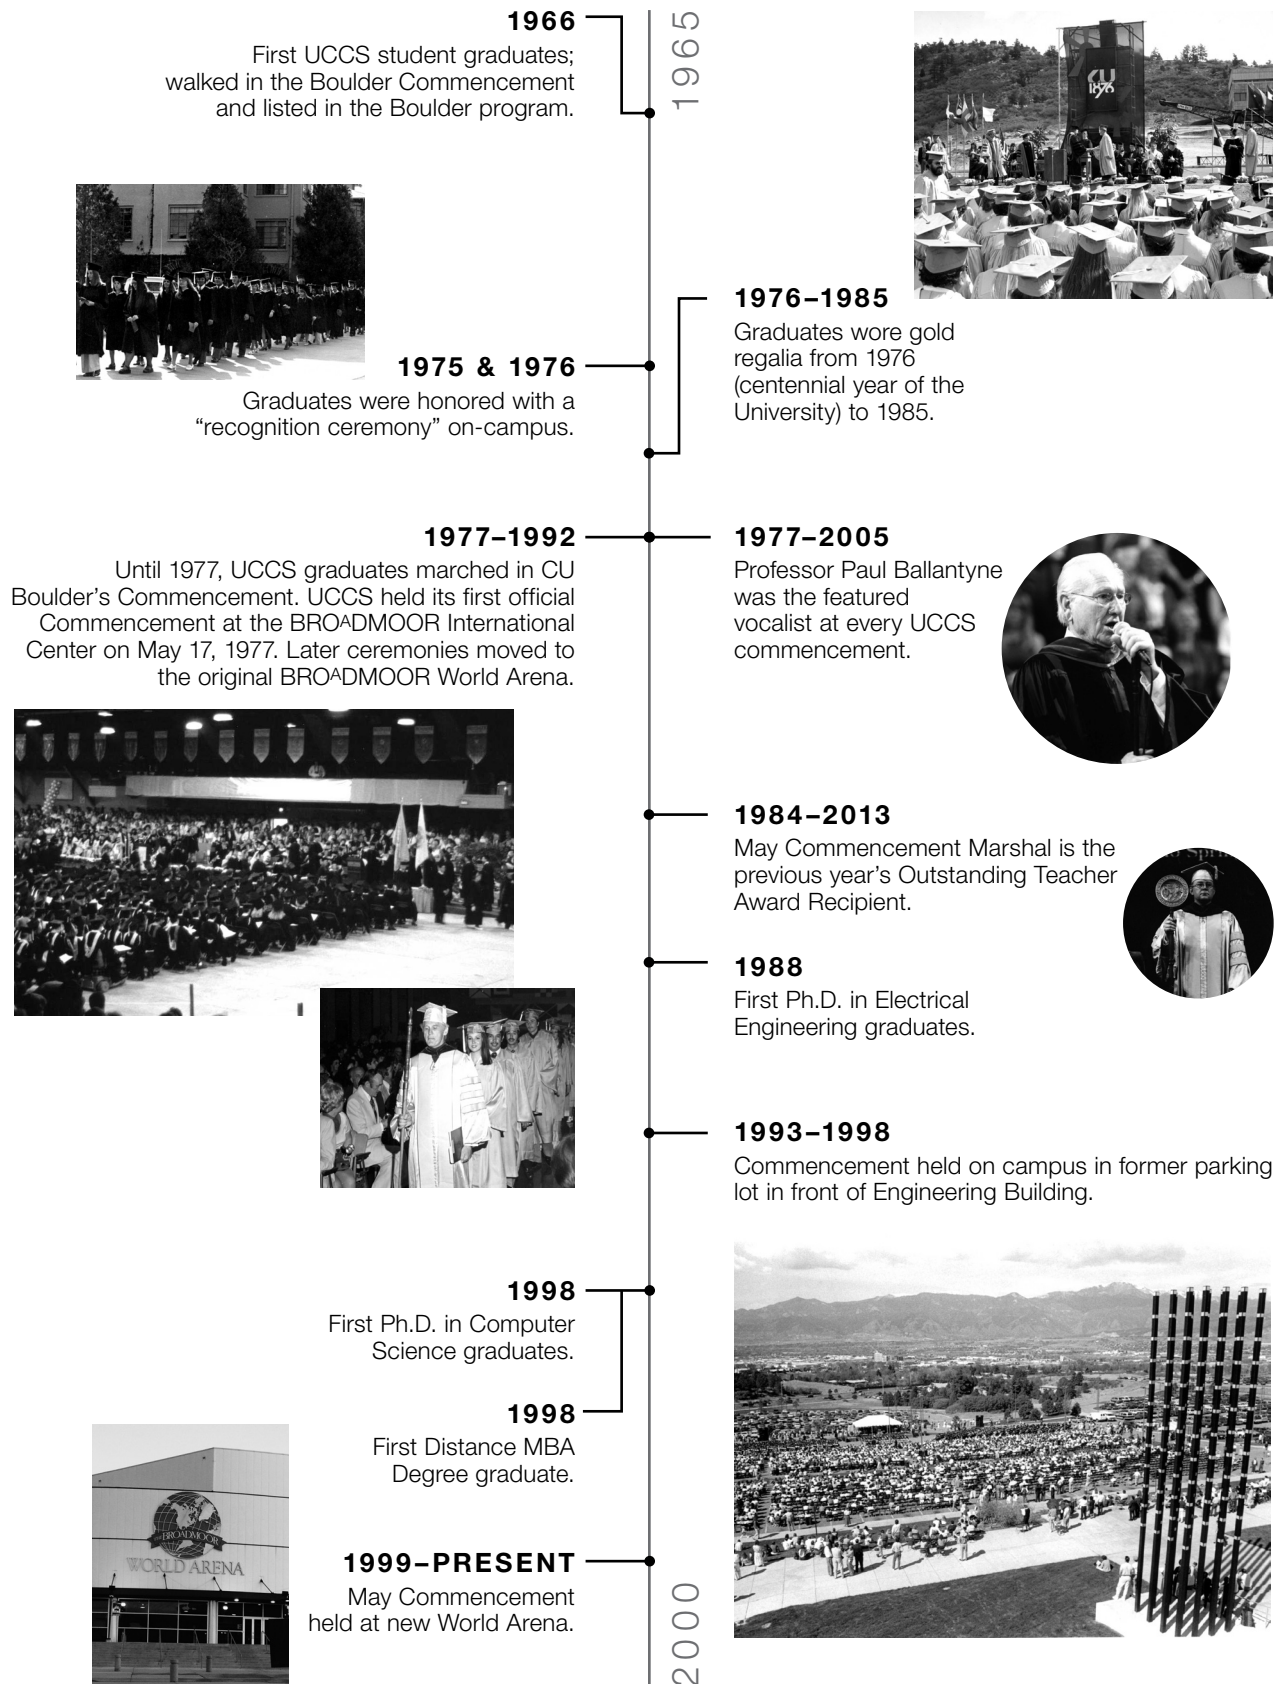 1965
1966
First UCCS student graduates;
walked in the Boulder Commencement
and listed in the Boulder program.
CU
1876
1976–1985
Graduates wore gold
regalia from 1976
(centennial year of the
University) to 1985.
1975 & 1976
Graduates were honored with a
“recognition ceremony” on-campus.
1977–1992
Until 1977, UCCS graduates marched in CU
Boulder’s Commencement. UCCS held its first official
Commencement at the BROADMOOR International
Center on May 17, 1977. Later ceremonies moved to
the original BROADMOOR World Arena.
1977–2005
Professor Paul Ballantyne
was the featured
vocalist at every UCCS
commencement.
1984–2013
May Commencement Marshal is the
previous year’s Outstanding Teacher
Award Recipient.
1988
First Ph.D. in Electrical
Engineering graduates.
1993–1998
Commencement held on campus in former parking
lot in front of Engineering Building.
1998
First Ph.D. in Computer
Science graduates.
1998
First Distance MBA
Degree graduate.
BROADMOOR
WORLD ARENA
1999–PRESENT
May Commencement
held at new World Arena.
2000